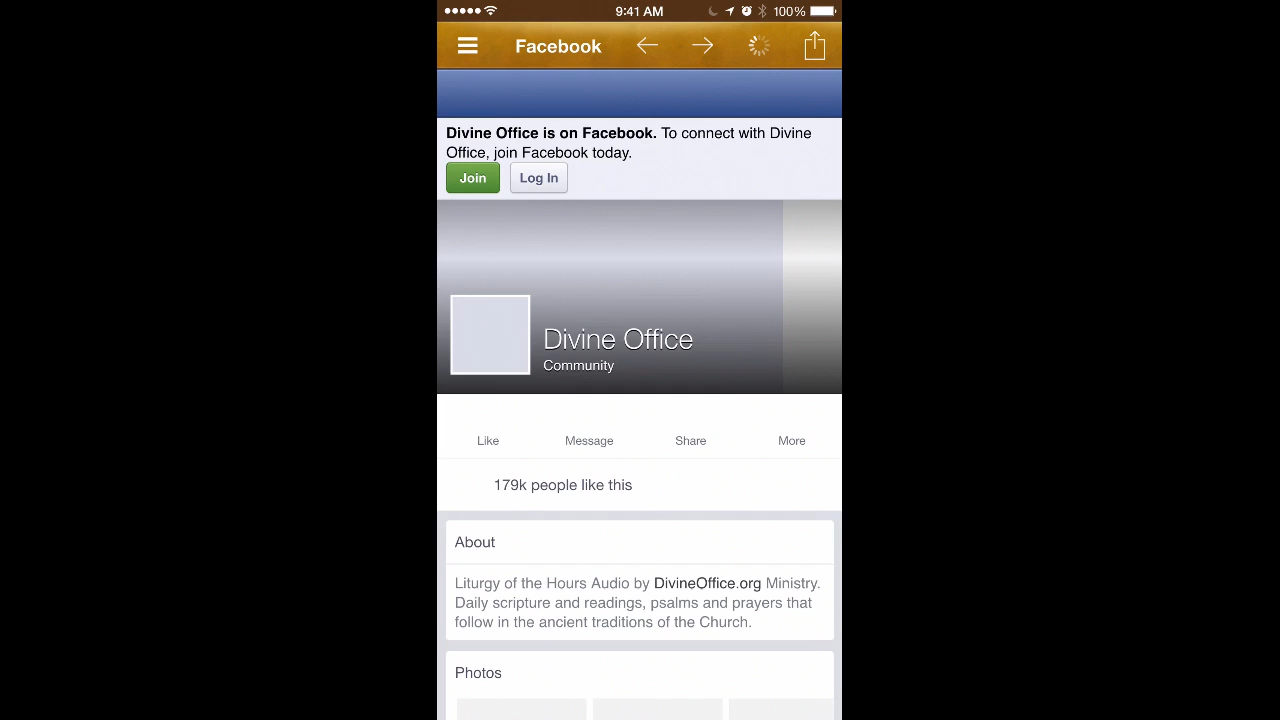 9:41 AM
100%
Facebook
Divine Office is on Facebook. To connect with Divine
Office, join Facebook today.
Join
Log In
Divine Office
Community
Like
Message
Share
More
179k people like this
About
Liturgy of the Hours Audio by DivineOffice.org Ministry.
Daily scripture and readings, psalms and prayers that
follow in the ancient traditions of the Church.
Photos